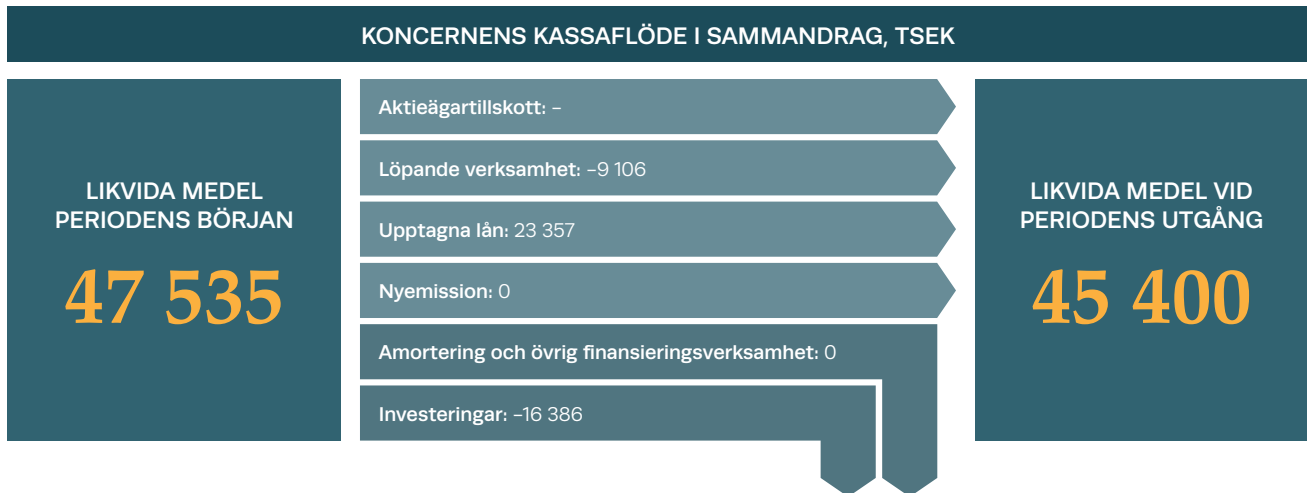 KONCERNENS KASSAFLÖDE I SAMMANDRAG, TSEK
LIKVIDA MEDEL
PERIODENS BÖRJAN
47 535
Aktieägartillskott: –
Löpande verksamhet: –9 106
Upptagna lån: 23 357
Nyemission: 0
Amortering och övrig finansieringsverksamhet: 0
Investeringar: –16 386
LIKVIDA MEDEL VID
PERIODENS UTGÅNG
45 400